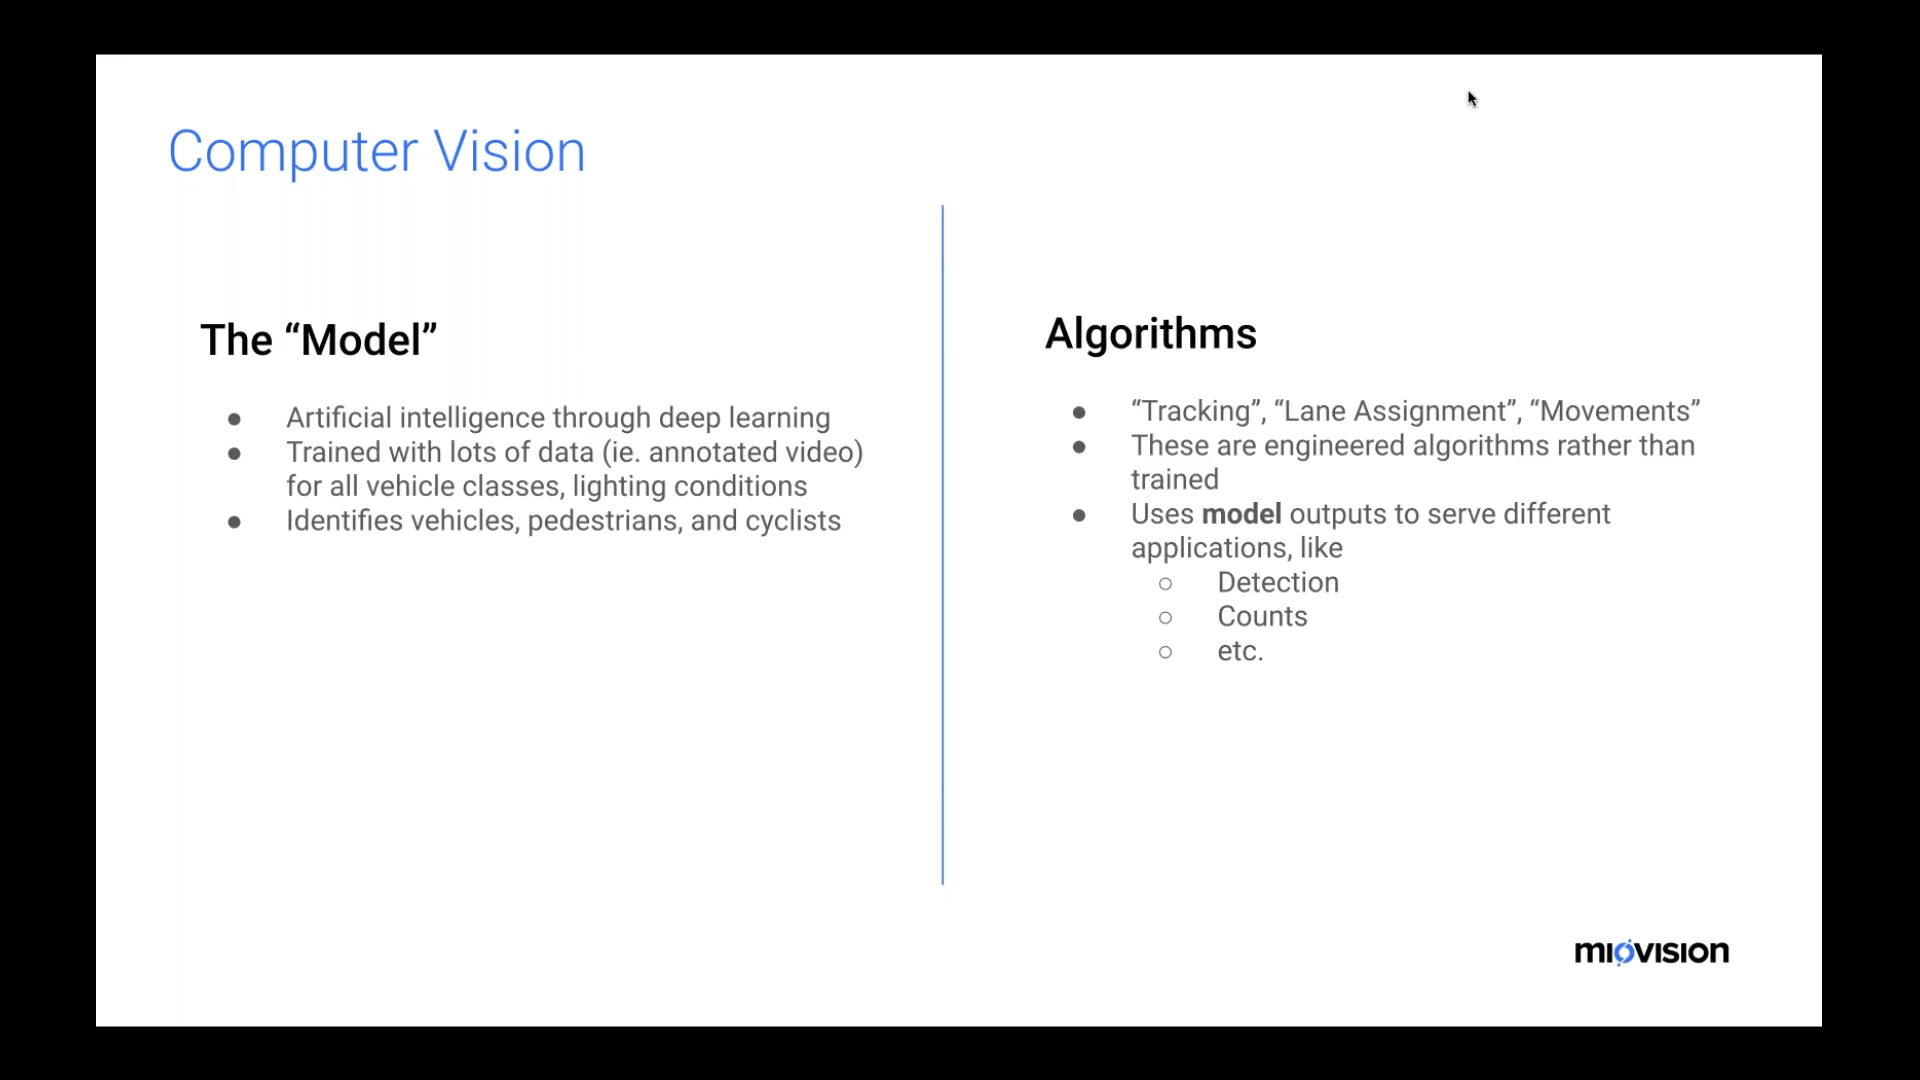 Computer Vision
The “Model”
● Artificial intelligence through deep learning
● Trained with lots of data (ie. annotated video)
for all vehicle classes, lighting conditions
● Identifies vehicles, pedestrians, and cyclists
Algorithms
● “Tracking”, “Lane Assignment”, “Movements”
● These are engineered algorithms rather than
trained
● Uses model outputs to serve different
applications, like
○ Detection
○ Counts
○ etc.
miovision